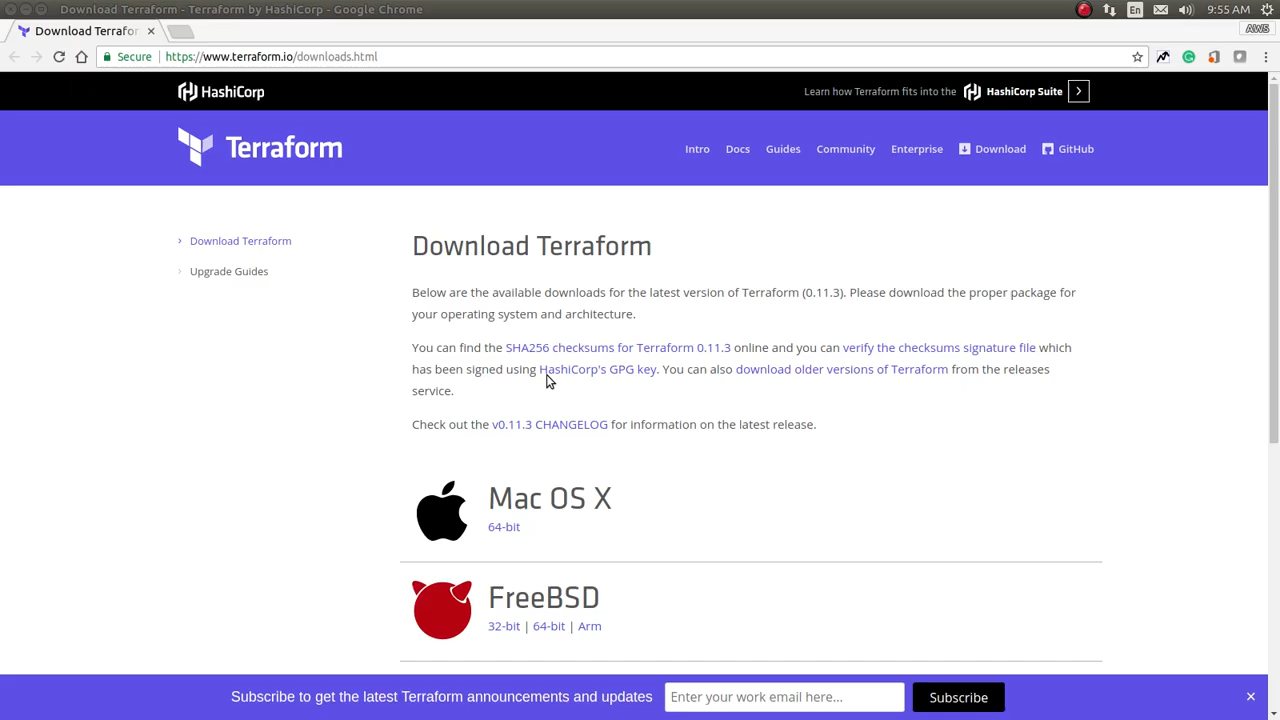 Download Terraform - Terraform by HashiCorp - Google Chrome
En
9:55 AM
Download Terrafor
AWS
Secure https://www.terraform.io/downloads.html
HashiCorp
Learn how Terraform fits into the HashiCorp Suite
Terraform
Intro Docs Guides Community Enterprise Download GitHub
Download Terraform
Upgrade Guides
Download Terraform
Below are the available downloads for the latest version of Terraform (0.11.3). Please download the proper package for
your operating system and architecture.
You can find the SHA256 checksums for Terraform 0.11.3 online and you can verify the checksums signature file which
has been signed using HashiCorp's GPG key. You can also download older versions of Terraform from the releases
service.
Check out the v0.11.3 CHANGELOG for information on the latest release.
Mac OS X
64-bit
FreeBSD
32-bit | 64-bit | Arm
Subscribe to get the latest Terraform announcements and updates Enter your work email here... Subscribe ×